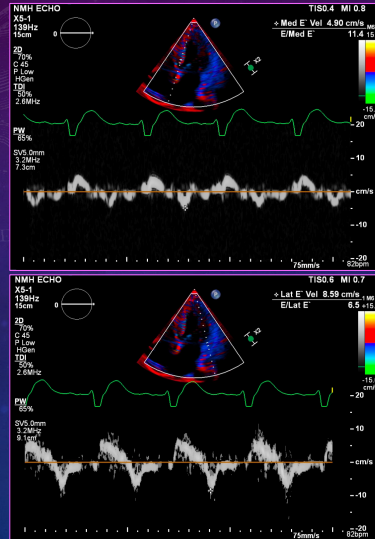 NMH ECHO TIS0.4 MI 0.8
X5-1
139Hz
15cm
Med E' Vel 4.90 cm/s
E/Med E' 11.4
2D
70%
C 45
P Low
HGen
TDI
50%
2.6MHz
X2
PW
65%
SV5.0mm
3.2MHz
7.3cm
-20
cm/s
-10
-20
75mm/s 82bpm
NMH ECHO TIS0.6 MI 0.7
X5-1
139Hz
15cm
Lat E' Vel 8.59 cm/s
E/Lat E' 6.5
2D
70%
C 45
P Low
HGen
TDI
50%
2.6MHz
X2
PW
65%
SV5.0mm
3.2MHz
9.1cm
-20
-10
cm/s
-10
-20
75mm/s 82bpm